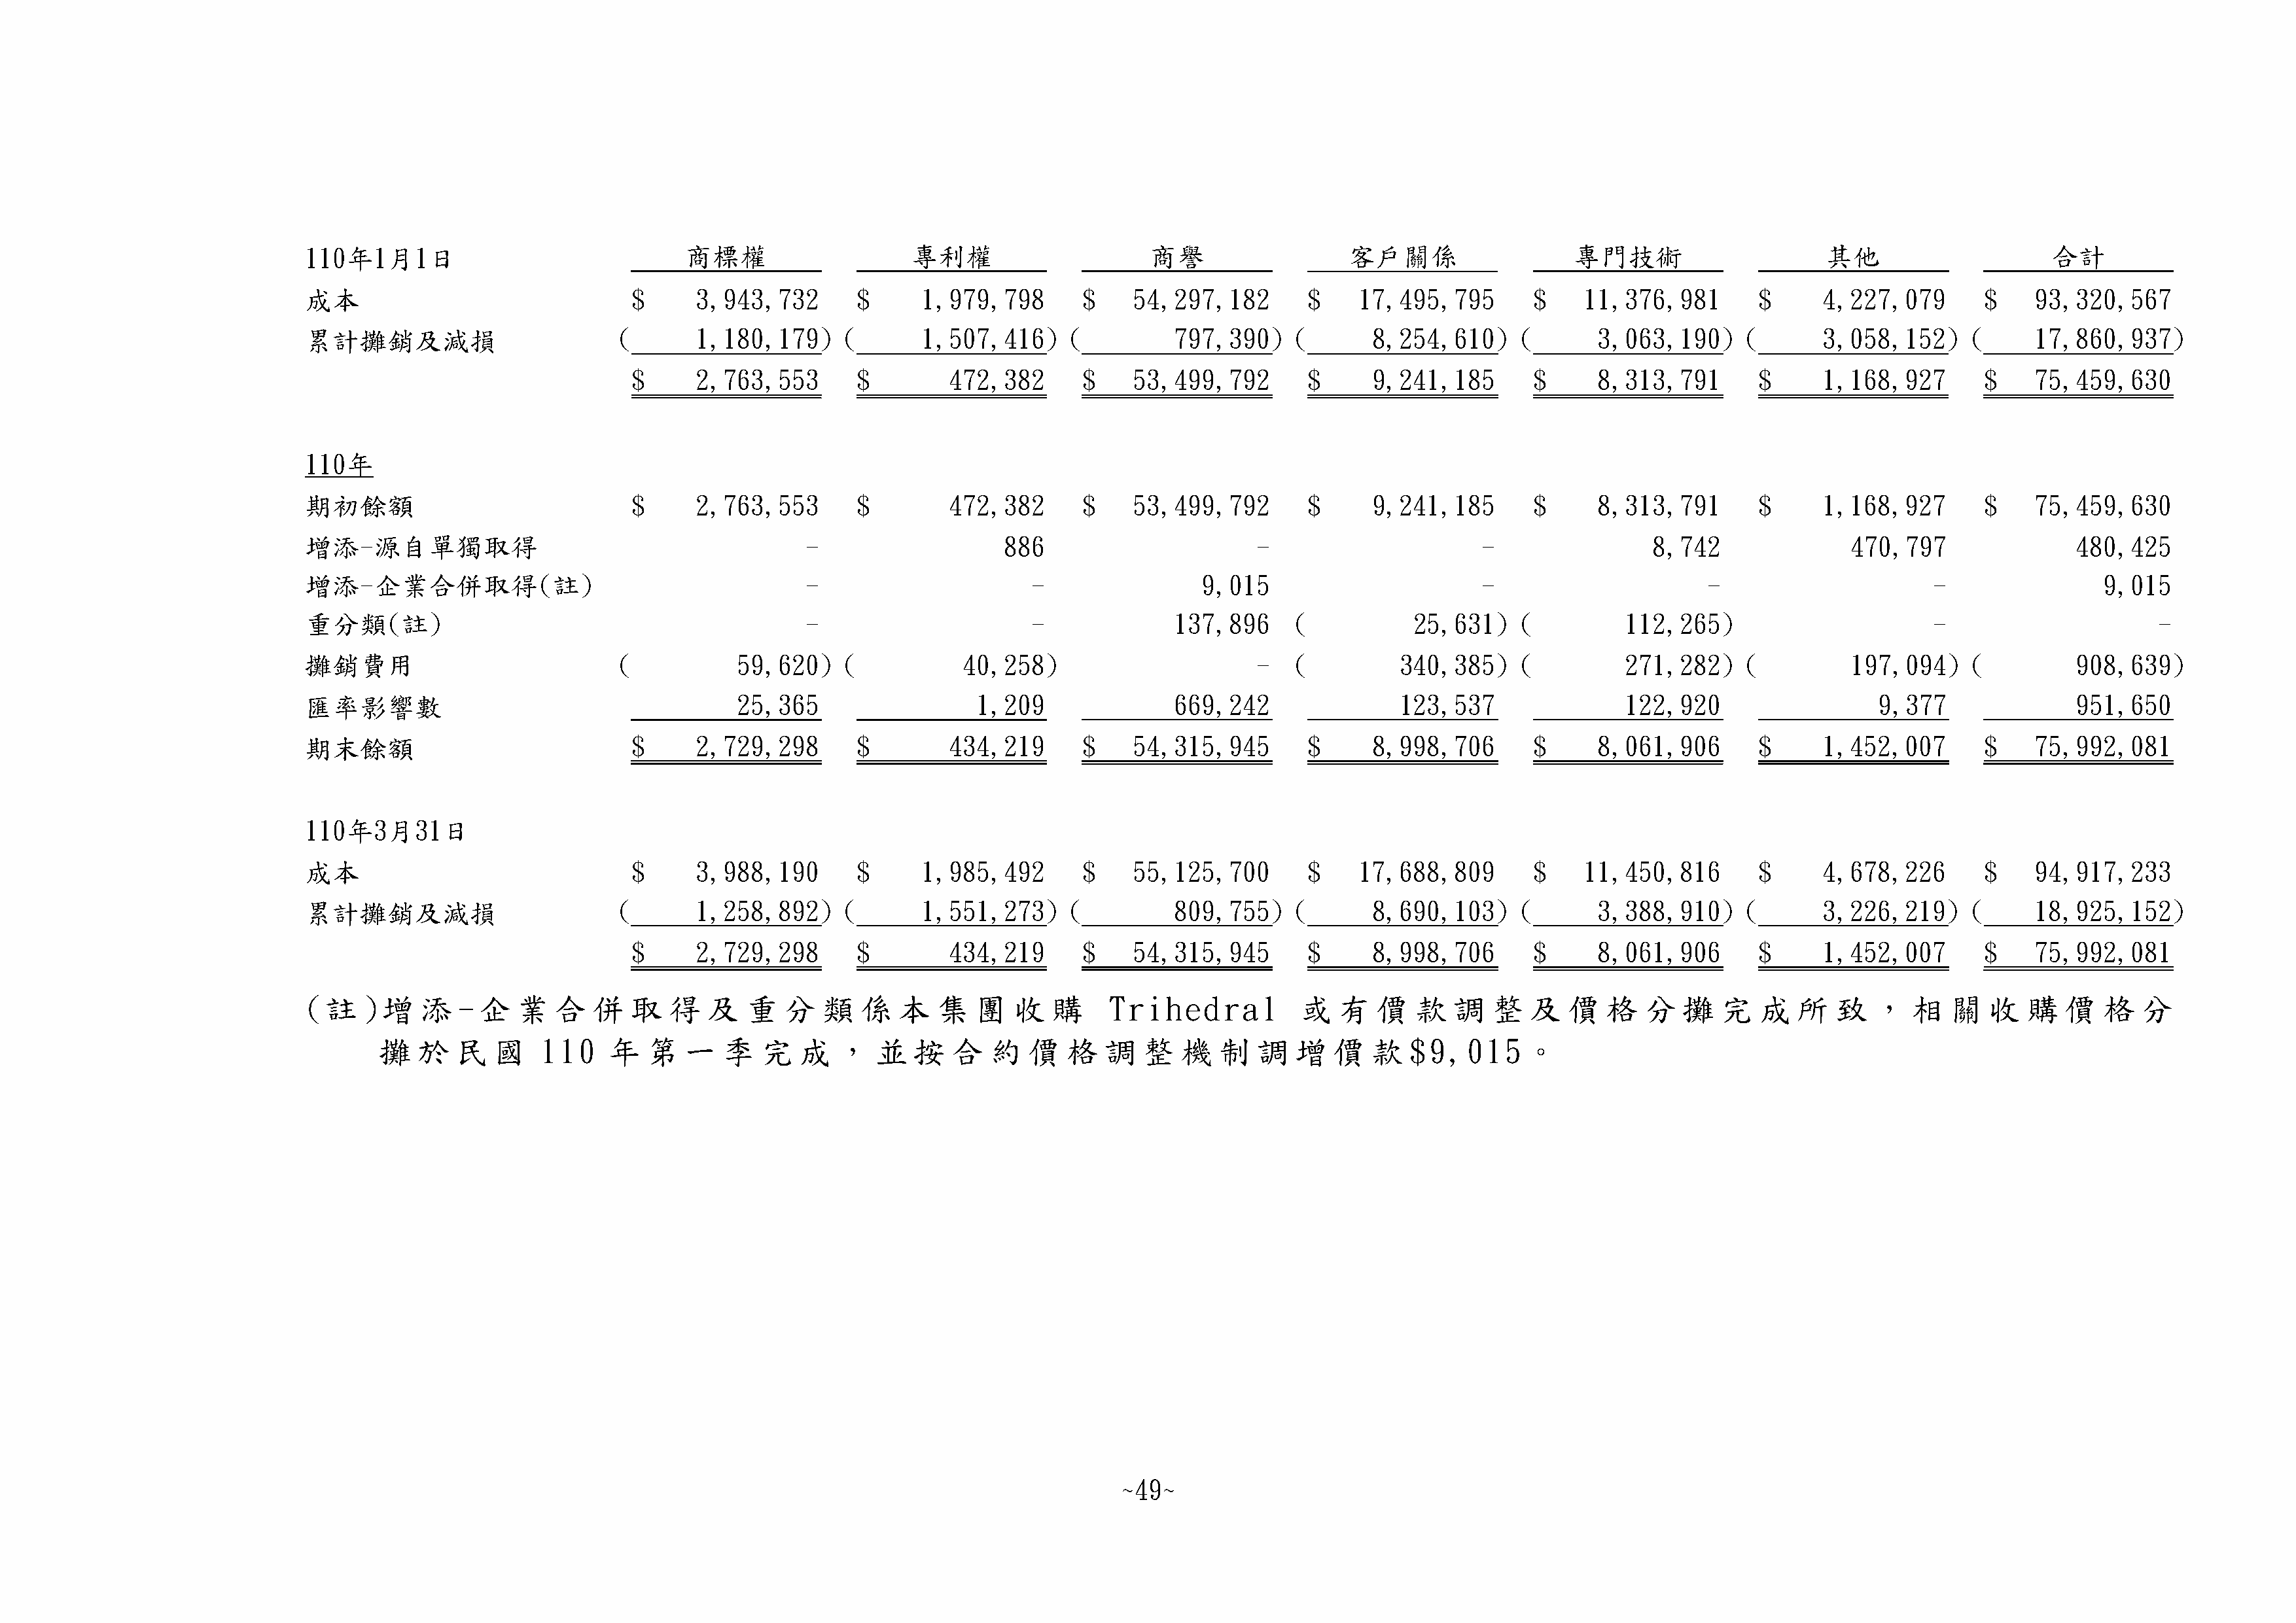 110年1月1日 商標權 專利權 商譽 客戶關係 專門技術 其他 合計
成本 $ 3,943,732 $ 1,979,798 $ 54,297,182 $ 17,495,795 $ 11,376,981 $ 4,227,079 $ 93,320,567
累計攤銷及減損 ( 1,180,179) ( 1,507,416) ( 797,390) ( 8,254,610) ( 3,063,190) ( 3,058,152) ( 17,860,937)
$ 2,763,553 $ 472,382 $ 53,499,792 $ 9,241,185 $ 8,313,791 $ 1,168,927 $ 75,459,630
110年
期初餘額 $ 2,763,553 $ 472,382 $ 53,499,792 $ 9,241,185 $ 8,313,791 $ 1,168,927 $ 75,459,630
增添-源自單獨取得 - 886 - - 8,742 470,797 480,425
增添-企業合併取得(註) - - 9,015 - - - 9,015
重分類(註) - - 137,896 ( 25,631) ( 112,265) - -
攤銷費用 ( 59,620) ( 40,258) - ( 340,385) ( 271,282) ( 197,094) ( 908,639)
匯率影響數 25,365 1,209 669,242 123,537 122,920 9,377 951,650
期末餘額 $ 2,729,298 $ 434,219 $ 54,315,945 $ 8,998,706 $ 8,061,906 $ 1,452,007 $ 75,992,081
110年3月31日
成本 $ 3,988,190 $ 1,985,492 $ 55,125,700 $ 17,688,809 $ 11,450,816 $ 4,678,226 $ 94,917,233
累計攤銷及減損 ( 1,258,892) ( 1,551,273) ( 809,755) ( 8,690,103) ( 3,388,910) ( 3,226,219) ( 18,925,152)
$ 2,729,298 $ 434,219 $ 54,315,945 $ 8,998,706 $ 8,061,906 $ 1,452,007 $ 75,992,081
(註)增添-企業合併取得及重分類係本集團收購 Trihedral 或有價款調整及價格分攤完成所致，相關收購價格分
攤於民國 110 年第一季完成，並按合約價格調整機制調增價款$9,015。
~49~